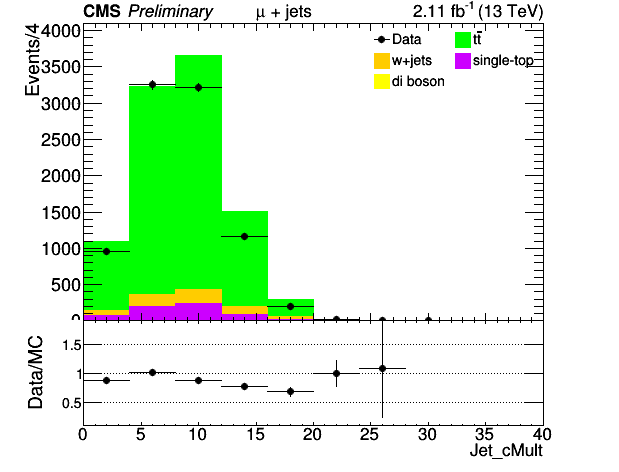 CMS Preliminary μ + jets 2.11 fb⁻¹ (13 TeV)
Events/4
4000
3500
3000
2500
2000
1500
1000
500
0
Data tt̄
w+jets single-top
di boson
Data/MC
1.5
1
0.5
0 5 10 15 20 25 30 35 40
Jet_cMult